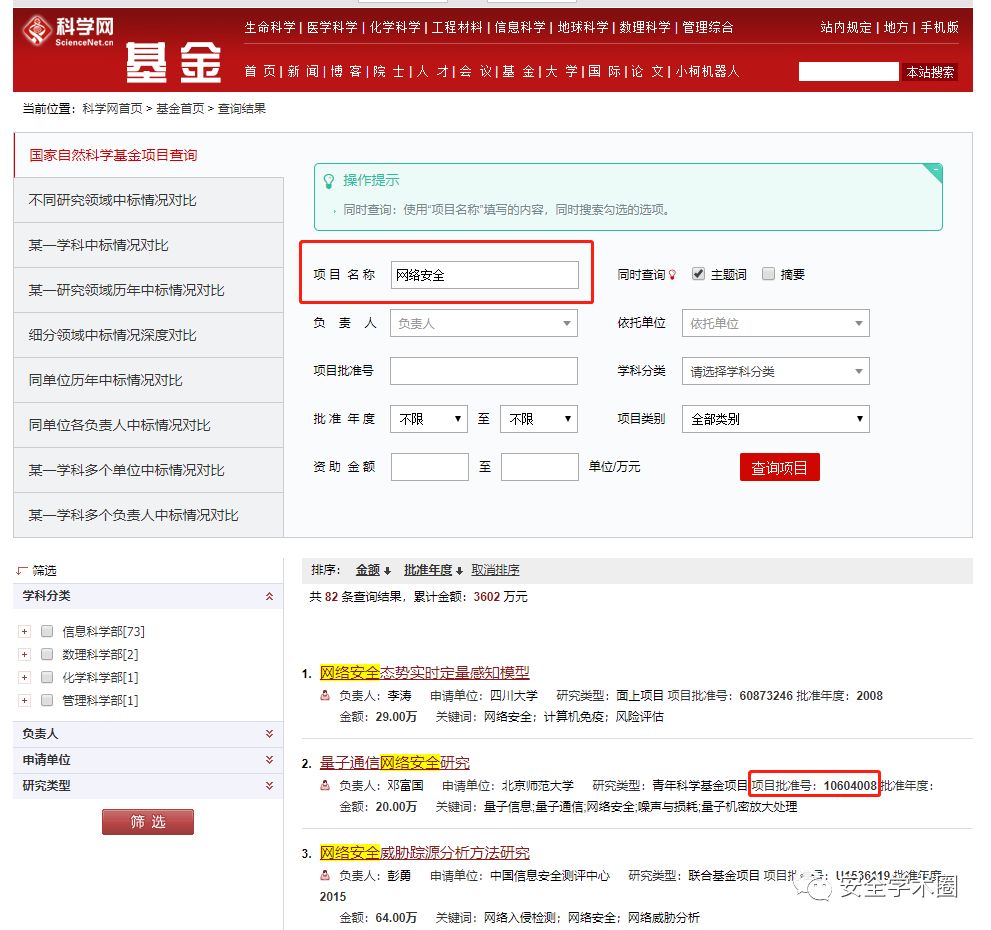 科学网
ScienceNet.cn
基金
生命科学 | 医学科学 | 化学科学 | 工程材料 | 信息科学 | 地球科学 | 数理科学 | 管理综合
站内规定 | 地方 | 手机版
首 页 | 新 闻 | 博 客 | 院 士 | 人 才 | 会 议 | 基 金 | 大 学 | 国 际 | 论 文 | 小柯机器人
本站搜索
当前位置：科学网首页 > 基金首页 > 查询结果
国家自然科学基金项目查询
不同研究领域中标情况对比
某一学科中标情况对比
某一研究领域历年中标情况对比
细分领域中标情况深度对比
同单位历年中标情况对比
同单位各负责人中标情况对比
某一学科多个单位中标情况对比
某一学科多个负责人中标情况对比
操作提示
同时查询：使用“项目名称”填写的内容，同时搜索勾选的选项。
项 目 名 称 网络安全 同时查询 主题词 摘要
负 责 人 负责人 依托单位 依托单位
项目批准号 学科分类 请选择学科分类
批 准 年 度 不限 至 不限 项目类别 全部类别
资 助 金 额 至 单位/万元 查询项目
筛选
学科分类
信息科学部[73]
数理科学部[2]
化学科学部[1]
管理科学部[1]
负责人
申请单位
研究类型
筛 选
排序： 金额 批准年度 取消排序
共 82 条查询结果，累计金额：3602 万元
1. 网络安全态势实时定量感知模型
负责人：李涛 申请单位：四川大学 研究类型：面上项目 项目批准号：60873246 批准年度：2008
金额：29.00万 关键词：网络安全；计算机免疫；风险评估
2. 量子通信网络安全研究
负责人：邓富国 申请单位：北京师范大学 研究类型：青年科学基金项目 项目批准号：10604008 批准年度：
金额：20.00万 关键词：量子信息;量子通信;网络安全;噪声与损耗;量子机密放大处理
3. 网络安全威胁踪源分析方法研究
负责人：彭勇 申请单位：中国信息安全测评中心 研究类型：联合基金项目 项目批准号：U1536119 批准年度：
2015
金额：64.00万 关键词：网络入侵检测；网络安全；网络威胁分析
安全学术圈